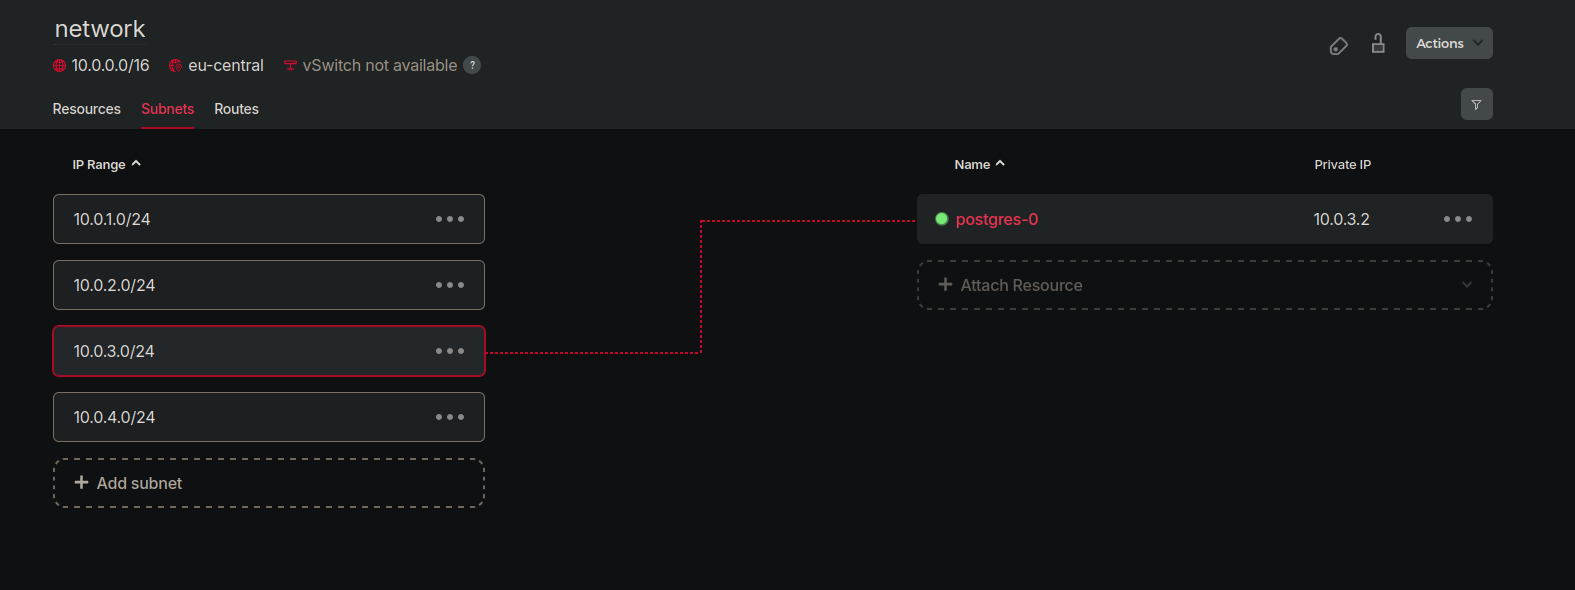 network
10.0.0.0/16 eu-central vSwitch not available ?
Actions
Resources Subnets Routes
IP Range Name Private IP
10.0.1.0/24
postgres-0 10.0.3.2
10.0.2.0/24
Attach Resource
10.0.3.0/24
10.0.4.0/24
Add subnet